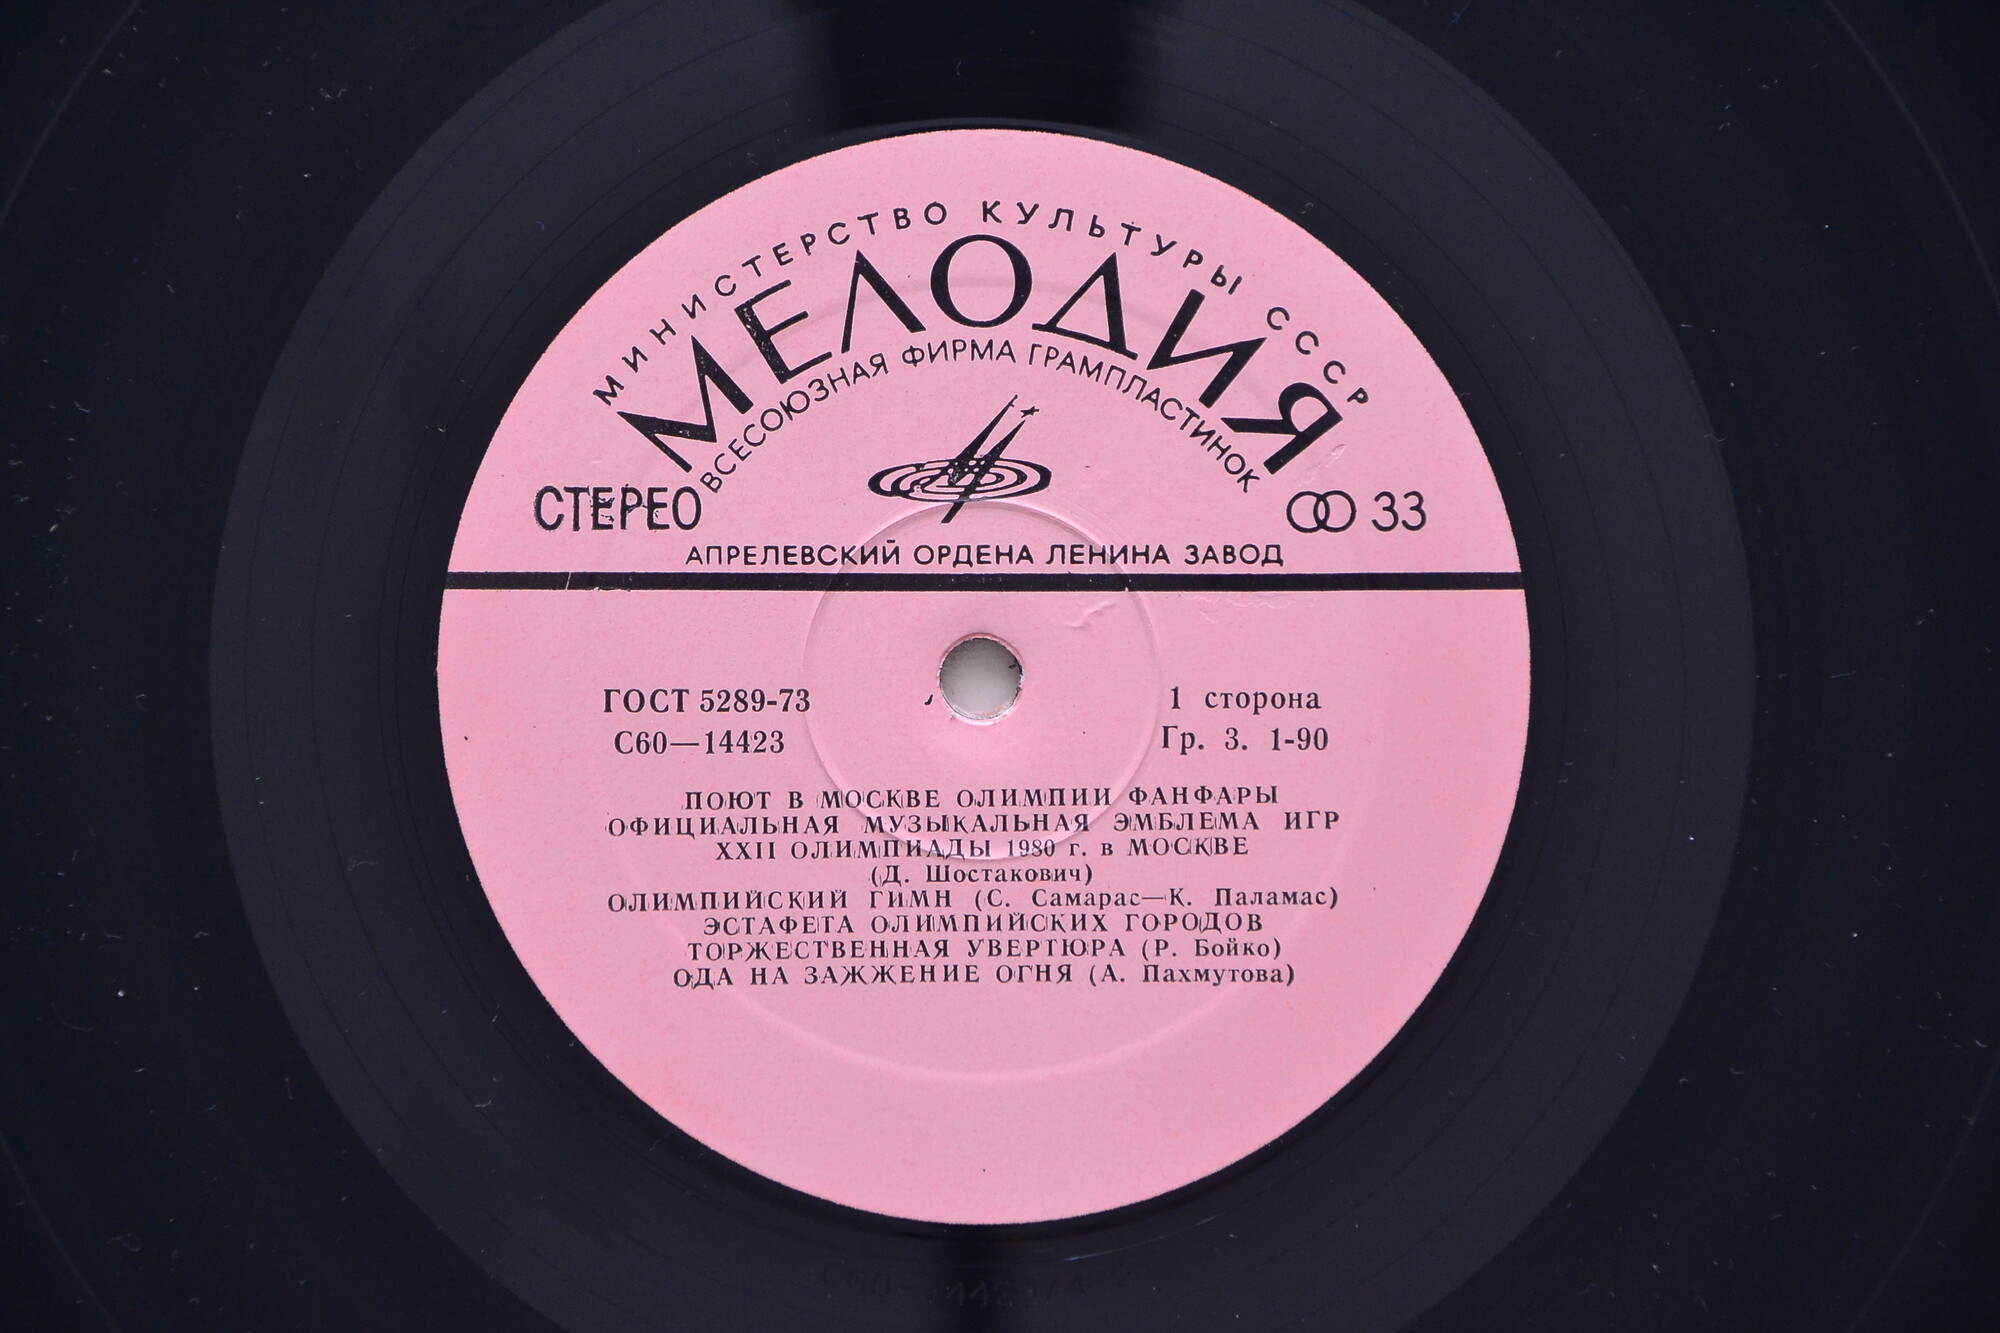 МИНИСТЕРСТВО КУЛЬТУРЫ СССР
МЕЛОДИЯ
ВСЕСОЮЗНАЯ ФИРМА ГРАМПЛАСТИНОК
СТЕРЕО
33
АПРЕЛЕВСКИЙ ОРДЕНА ЛЕНИНА ЗАВОД
ГОСТ 5289-73
1 сторона
С60—14423
Гр. 3. 1-90
ПОЮТ В МОСКВЕ ОЛИМПИИ ФАНФАРЫ
ОФИЦИАЛЬНАЯ МУЗЫКАЛЬНАЯ ЭМБЛЕМА ИГР
XXII ОЛИМПИАДЫ 1980 г. в МОСКВЕ
(Д. Шостакович)
ОЛИМПИЙСКИЙ ГИМН (С. Самарас—К. Паламас)
ЭСТАФЕТА ОЛИМПИЙСКИХ ГОРОДОВ
ТОРЖЕСТВЕННАЯ УВЕРТЮРА (Р. Бойко)
ОДА НА ЗАЖЖЕНИЕ ОГНЯ (А. Пахмутова)